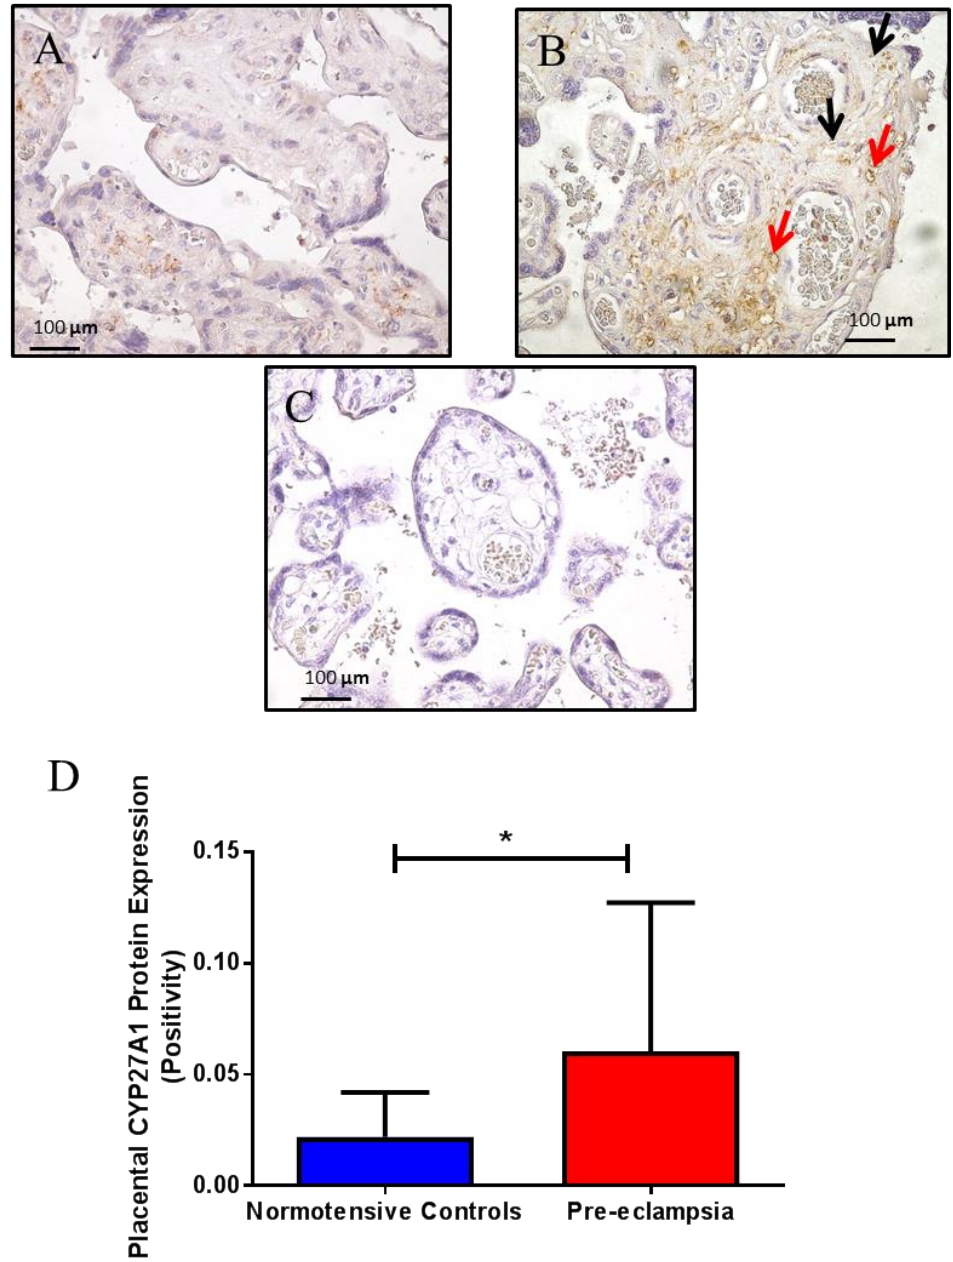 A
B
100 µm
100 µm
C
100 µm
D
Placental CYP27A1 Protein Expression
(Positivity)
*
0.15
0.10
0.05
0.00
Normotensive Controls
Pre-eclampsia